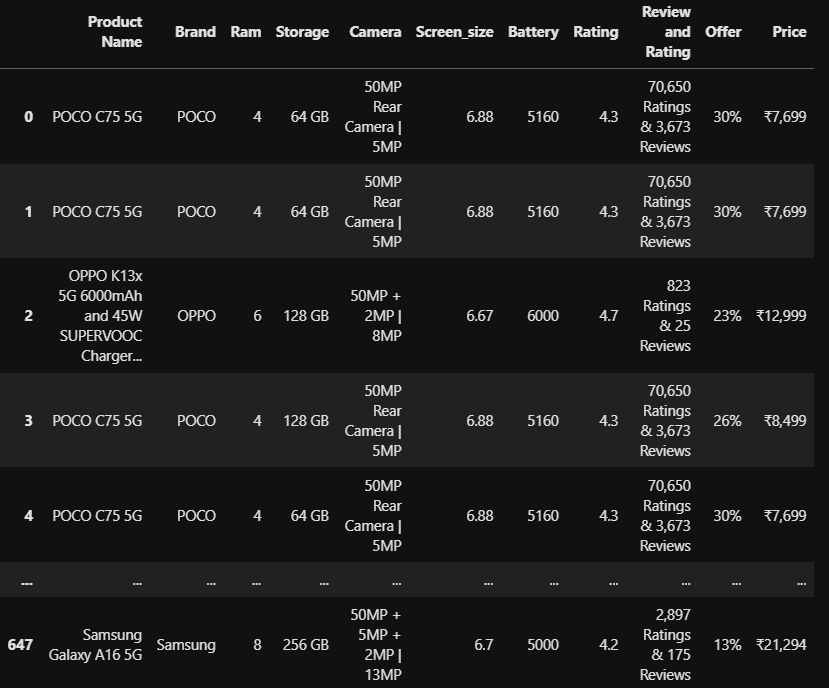 Product Name Brand Ram Storage Camera Screen_size Battery Rating Review and Rating Offer Price
0 POCO C75 5G POCO 4 64 GB 50MP Rear Camera | 5MP 6.88 5160 4.3 70,650 Ratings & 3,673 Reviews 30% ₹7,699
1 POCO C75 5G POCO 4 64 GB 50MP Rear Camera | 5MP 6.88 5160 4.3 70,650 Ratings & 3,673 Reviews 30% ₹7,699
2 OPPO K13x 5G 6000mAh and 45W SUPERVOOC Charger... OPPO 6 128 GB 50MP + 2MP | 8MP 6.67 6000 4.7 823 Ratings & 25 Reviews 23% ₹12,999
3 POCO C75 5G POCO 4 128 GB 50MP Rear Camera | 5MP 6.88 5160 4.3 70,650 Ratings & 3,673 Reviews 26% ₹8,499
4 POCO C75 5G POCO 4 64 GB 50MP Rear Camera | 5MP 6.88 5160 4.3 70,650 Ratings & 3,673 Reviews 30% ₹7,699
... ... ... ... ... ... ... ... ... ... ... ...
647 Samsung Galaxy A16 5G Samsung 8 256 GB 50MP + 5MP + 2MP | 13MP 6.7 5000 4.2 2,897 Ratings & 175 Reviews 13% ₹21,294